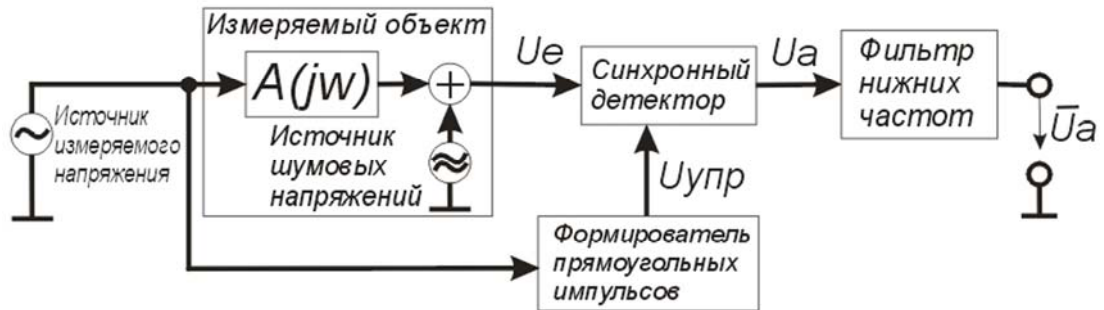 Измеряемый объект
A(jw)
Источник
шумовых
напряжений
Источник
измеряемого
напряжения
Ue
Синхронный
детектор
Ua
Фильтр
нижних
частот
Ua
Uупр
Формирователь
прямоугольных
импульсов